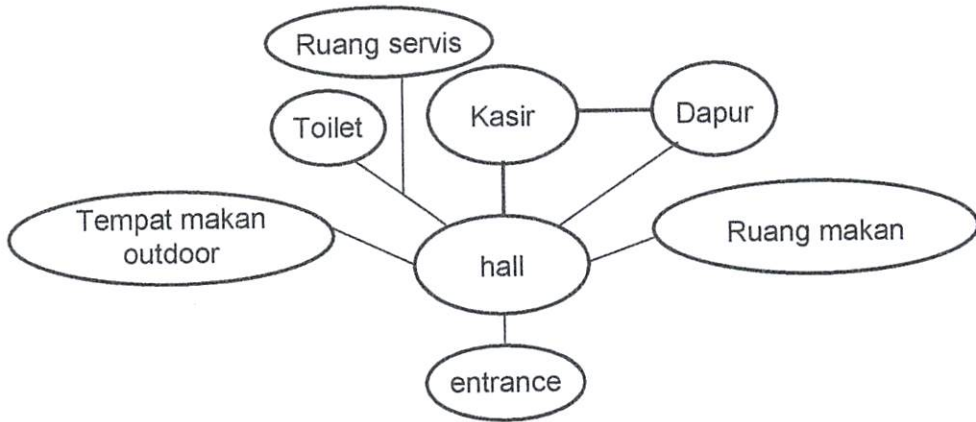 Ruang servis
Toilet
Kasir
Dapur
Tempat makan
outdoor
hall
Ruang makan
entrance